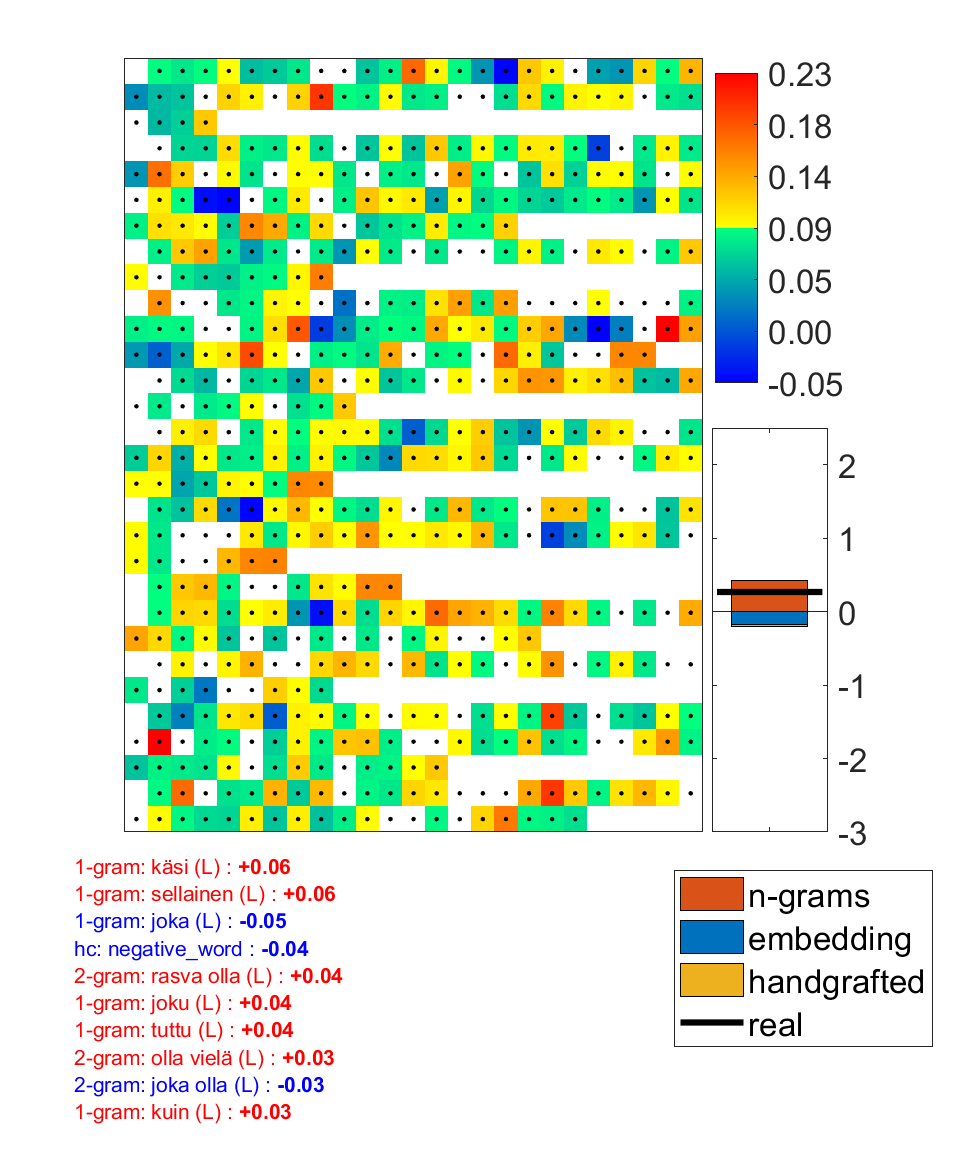 0.23
0.18
0.14
0.09
0.05
0.00
-0.05
2
1
0
-1
-2
-3
1-gram: käsi (L) : +0.06
1-gram: sellainen (L) : +0.06
1-gram: joka (L) : -0.05
hc: negative_word : -0.04
2-gram: rasva olla (L) : +0.04
1-gram: joku (L) : +0.04
1-gram: tuttu (L) : +0.04
2-gram: olla vielä (L) : +0.03
2-gram: joka olla (L) : -0.03
1-gram: kuin (L) : +0.03
n-grams
embedding
handgrafted
real